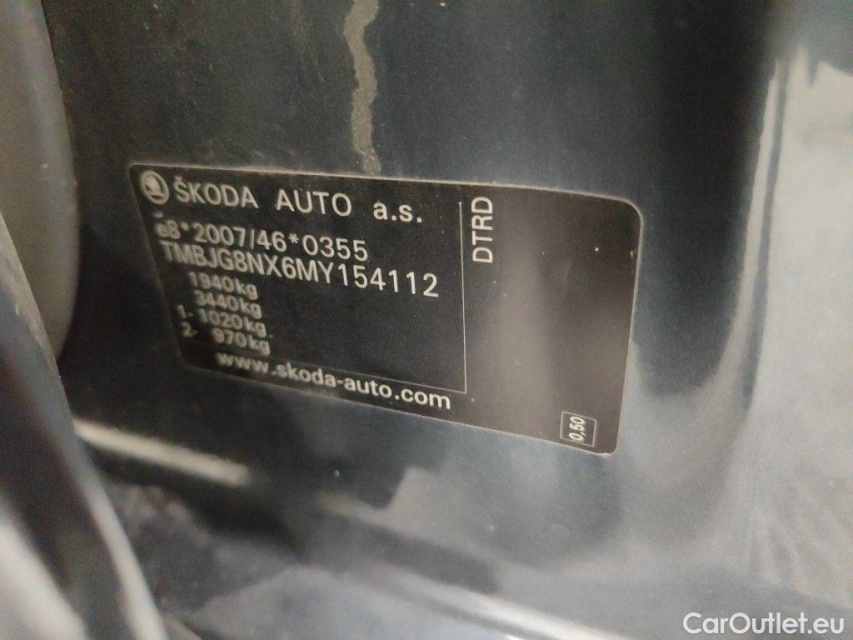 ŠKODA AUTO a.s.
e8*2007/46*0355
TMBJG8NX6MY154112
1940kg
3440kg
1- 1020kg
2- 970kg
www.skoda-auto.com
DTRD
0,50
CarOutlet.eu